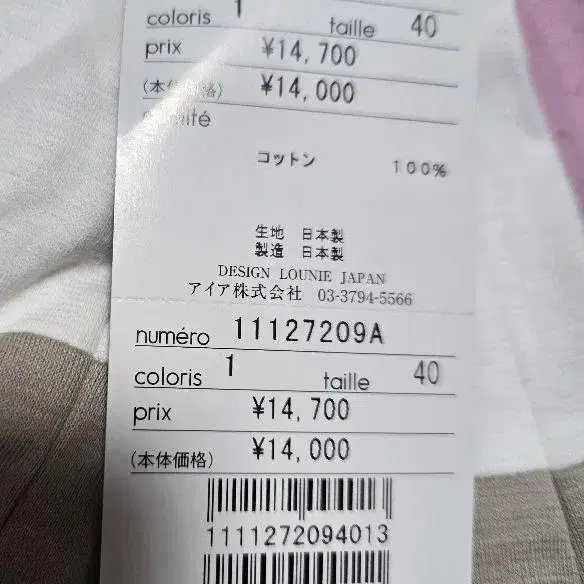 coloris 1 taille 40
prix ¥14,700
(本体価格) ¥14,000
コットン 100%
生地 日本製
製造 日本製
DESIGN LOUNIE JAPAN
アイア株式会社 03-3794-5566
numéro 11127209A
coloris 1 taille 40
prix ¥14,700
(本体価格) ¥14,000
1111272094013